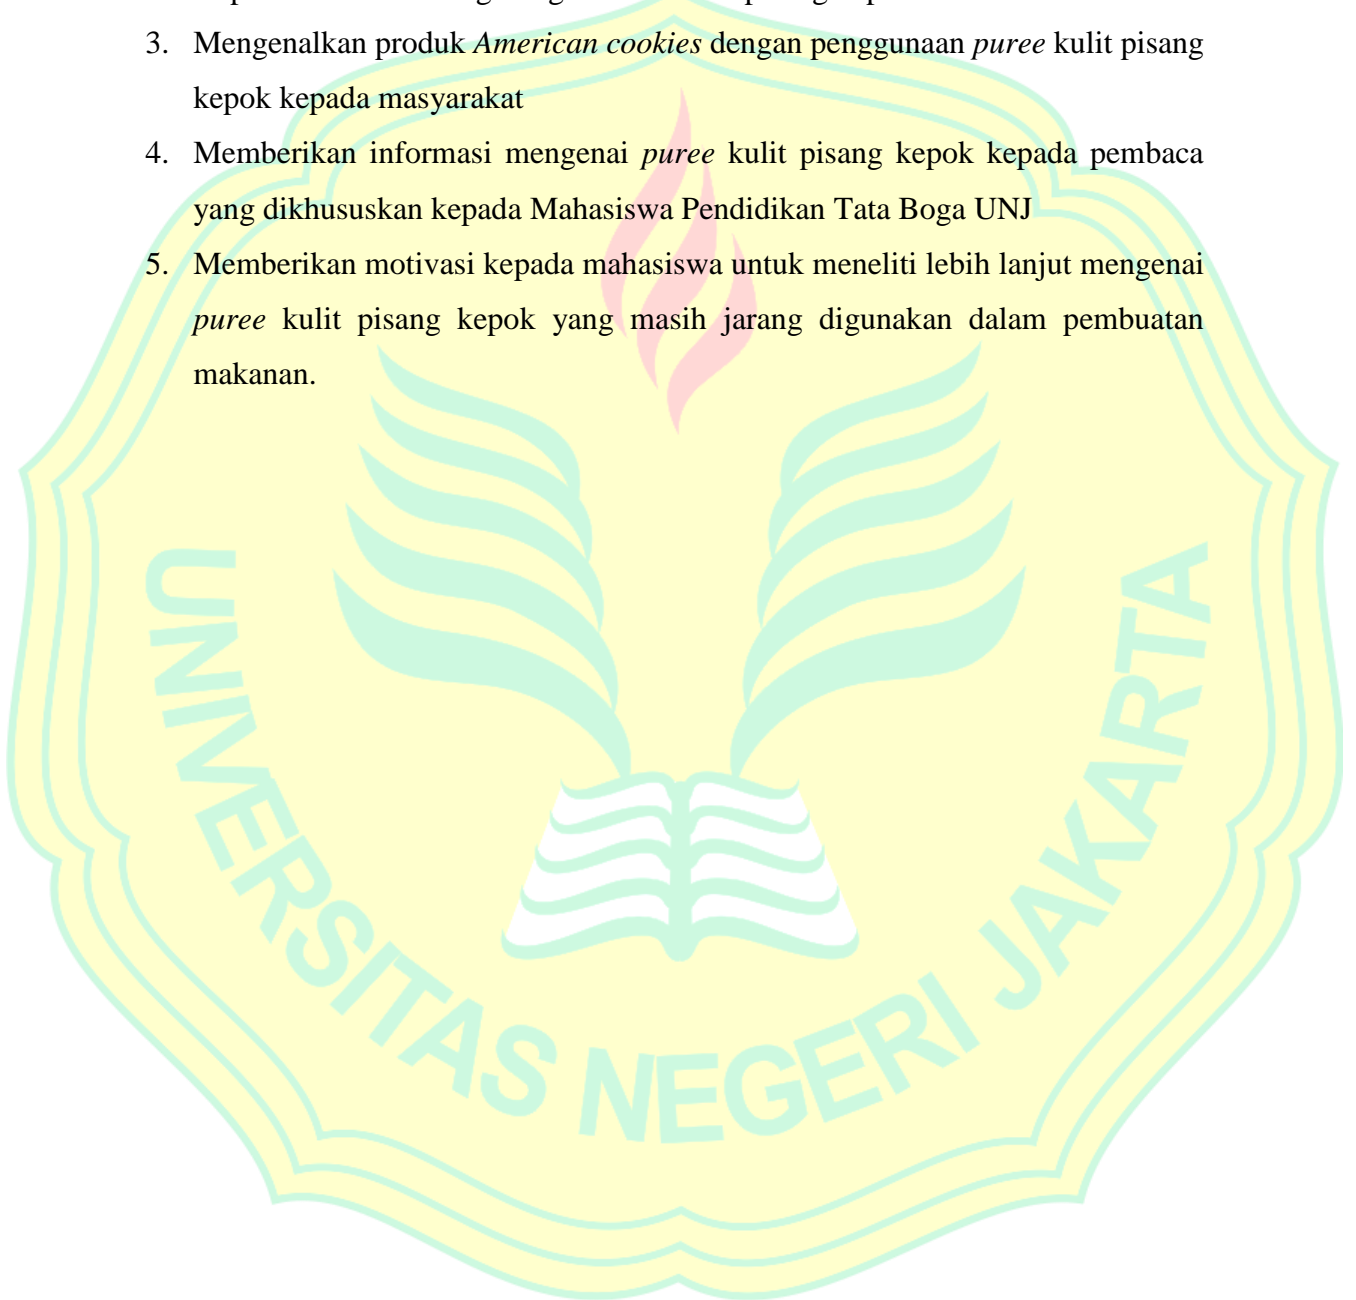 3. Mengenalkan produk American cookies dengan penggunaan puree kulit pisang
kepok kepada masyarakat
4. Memberikan informasi mengenai puree kulit pisang kepok kepada pembaca
yang dikhususkan kepada Mahasiswa Pendidikan Tata Boga UNJ
5. Memberikan motivasi kepada mahasiswa untuk meneliti lebih lanjut mengenai
puree kulit pisang kepok yang masih jarang digunakan dalam pembuatan
makanan.
UNIVERSITAS NEGERI JAKARTA